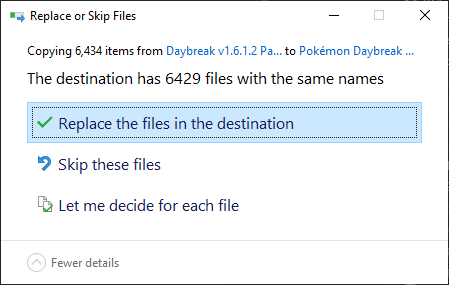 Replace or Skip Files
Copying 6,434 items from Daybreak v1.6.1.2 Pa... to Pokémon Daybreak ...
The destination has 6429 files with the same names
Replace the files in the destination
Skip these files
Let me decide for each file
Fewer details